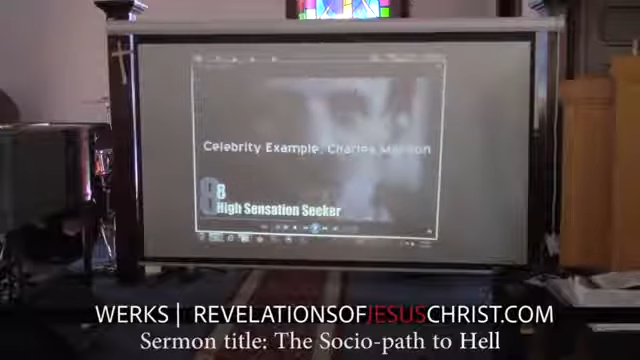 Celebrity Example, Charles Manson
8
High Sensation Seeker
WERKS | REVELATIONSOFJESUSCHRIST.COM
Sermon title: The Socio-path to Hell